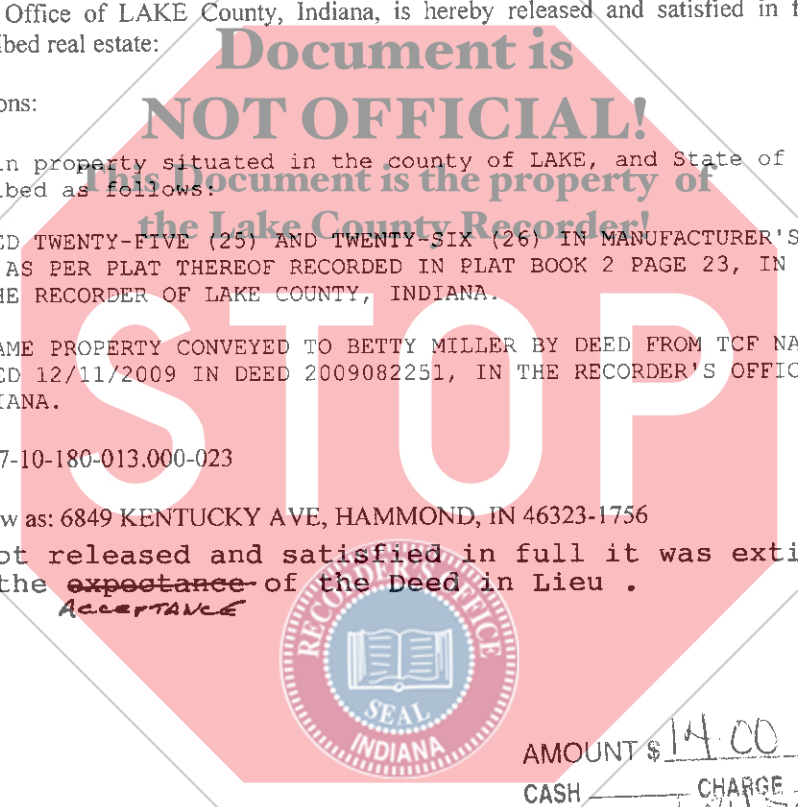 Office of LAKE County, Indiana, is hereby released and satisfied in f
ibed real estate:
Document is
NOT OFFICIAL!
ons:
in property situated in the county of LAKE, and State of
ibed as follows:
This Document is the property of
the Lake County Recorder!
ED TWENTY-FIVE (25) AND TWENTY-SIX (26) IN MANUFACTURER'S
AS PER PLAT THEREOF RECORDED IN PLAT BOOK 2 PAGE 23, IN
HE RECORDER OF LAKE COUNTY, INDIANA.
STOP
AME PROPERTY CONVEYED TO BETTY MILLER BY DEED FROM TCF NA
ED 12/11/2009 IN DEED 2009082251, IN THE RECORDER'S OFFIC
IANA.
7-10-180-013.000-023
w as: 6849 KENTUCKY AVE, HAMMOND, IN 46323-1756
ot released and satisfied in full it was exti
the expectance of the Deed in Lieu .
ACCEPTANCE
RECORDER'S OFFICE
SEAL
INDIANA
AMOUNT $ 14.00
CASH CHARGE